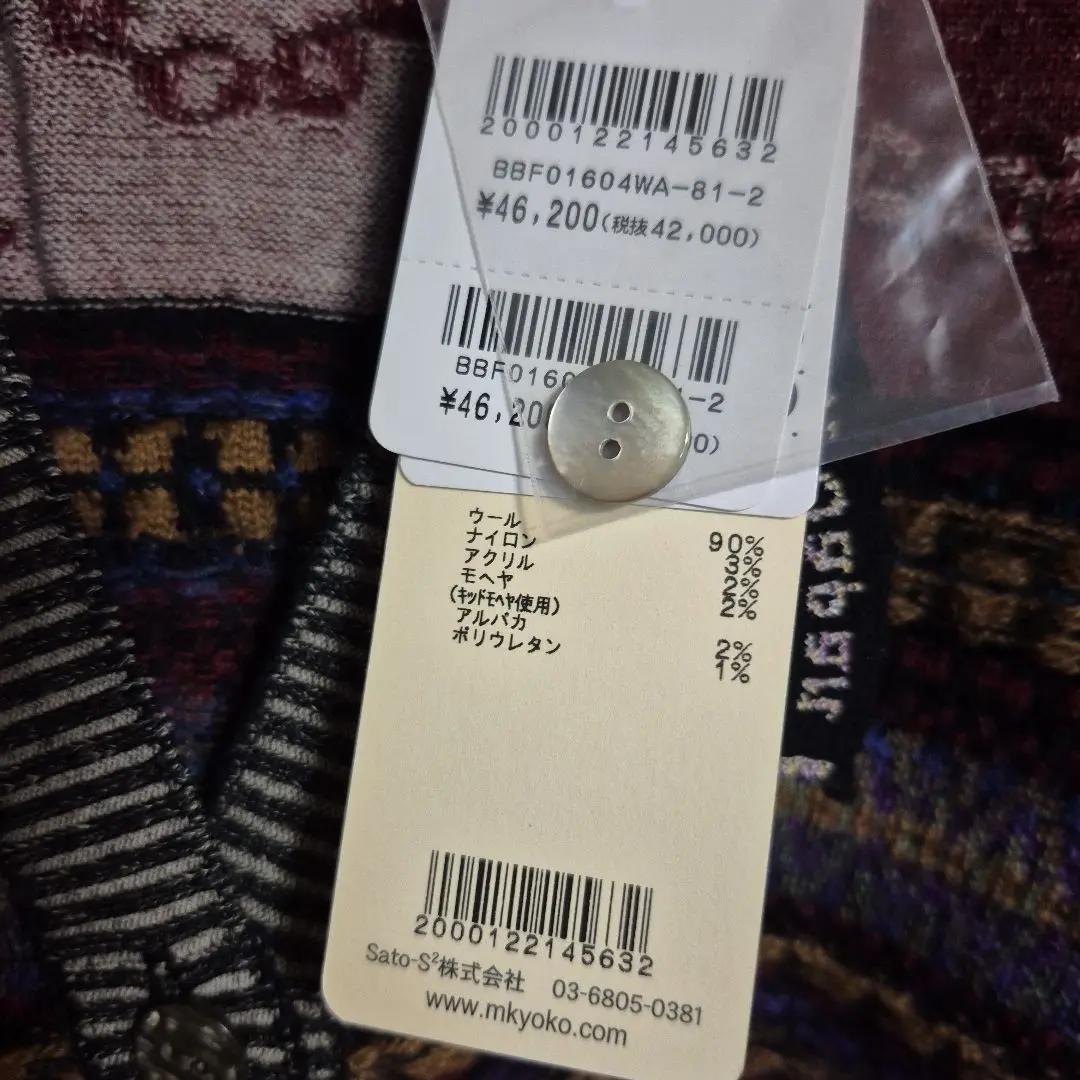 2000122145632
BBF01604WA-81-2
¥46,200(税抜42,000)
BBF0160 1-2
¥46,20 0)
ウール 90%
ナイロン 3%
アクリル 2%
モヘヤ 2%
(キッドモヘヤ使用)
アルパカ 2%
ポリウレタン 1%
2000122145632
Sato-S²株式会社 03-6805-0381
www.mkyoko.com